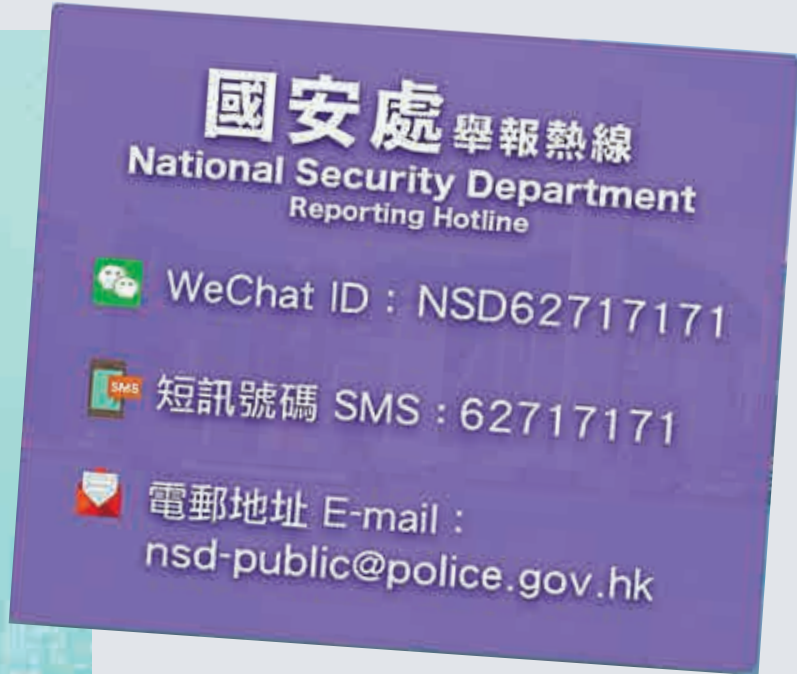 國安處舉報熱線
National Security Department
Reporting Hotline
WeChat ID : NSD62717171
SMS
短訊號碼 SMS : 62717171
電郵地址 E-mail :
nsd-public@police.gov.hk